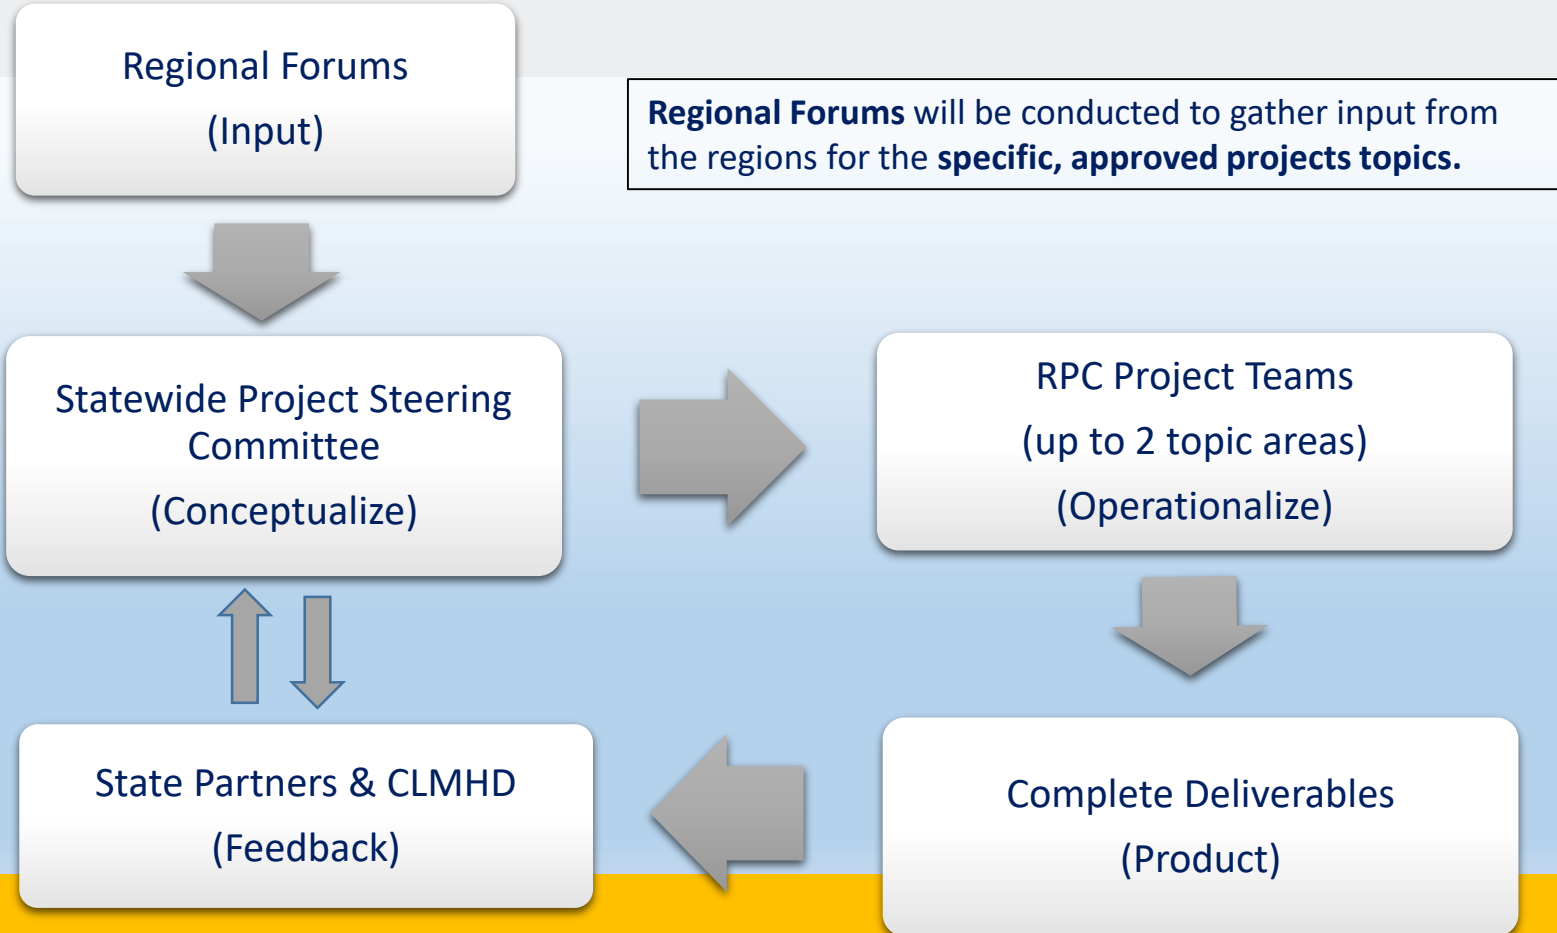 Regional Forums
(Input)
Regional Forums will be conducted to gather input from
the regions for the specific, approved projects topics.
Statewide Project Steering
Committee
(Conceptualize)
RPC Project Teams
(up to 2 topic areas)
(Operationalize)
State Partners & CLMHD
(Feedback)
Complete Deliverables
(Product)